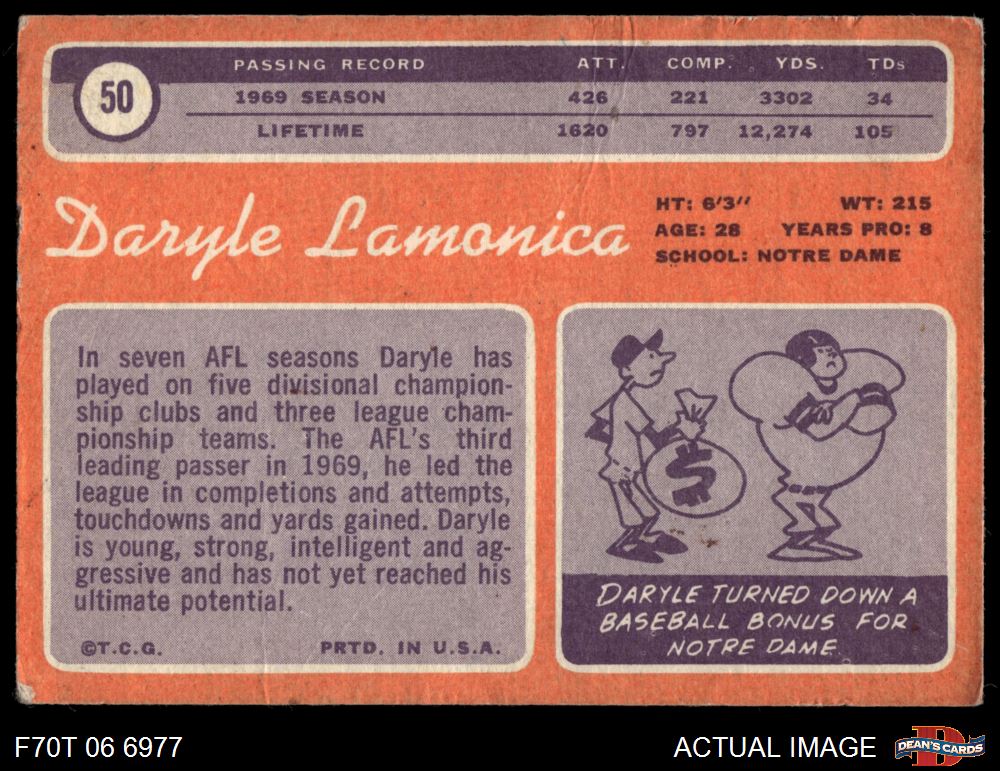 50
PASSING RECORD ATT. COMP. YDS. TDs
1969 SEASON 426 221 3302 34
LIFETIME 1620 797 12,274 105
Daryle Lamonica
HT: 6'3" WT: 215
AGE: 28 YEARS PRO: 8
SCHOOL: NOTRE DAME
In seven AFL seasons Daryle has
played on five divisional champion-
ship clubs and three league cham-
pionship teams. The AFL's third
leading passer in 1969, he led the
league in completions and attempts,
touchdowns and yards gained. Daryle
is young, strong, intelligent and ag-
gressive and has not yet reached his
ultimate potential.
©T.C.G. PRTD. IN U.S.A.
$
DARYLE TURNED DOWN A
BASEBALL BONUS FOR
NOTRE DAME
F70T 06 6977
ACTUAL IMAGE
D
DEAN'S CARDS